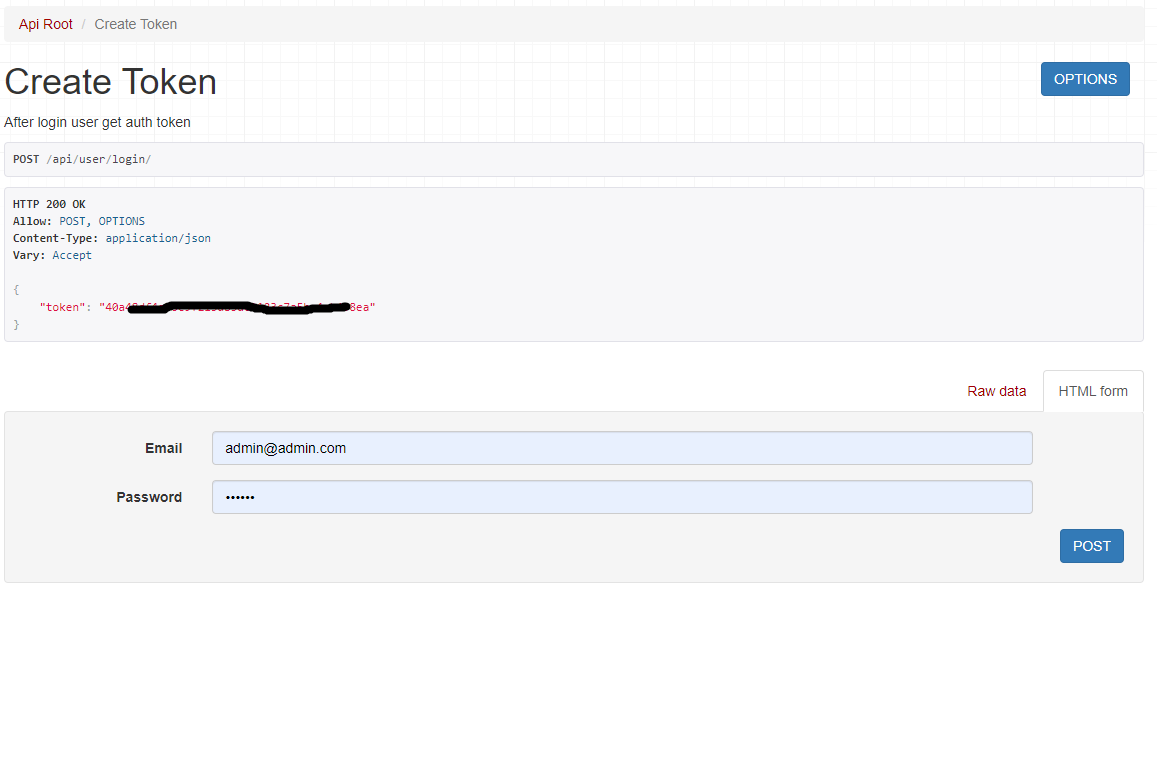 Api Root / Create Token
Create Token
OPTIONS
After login user get auth token
POST /api/user/login/
HTTP 200 OK
Allow: POST, OPTIONS
Content-Type: application/json
Vary: Accept
{
"token": "40a 8ea"
}
Raw data
HTML form
Email
admin@admin.com
Password
••••••
POST